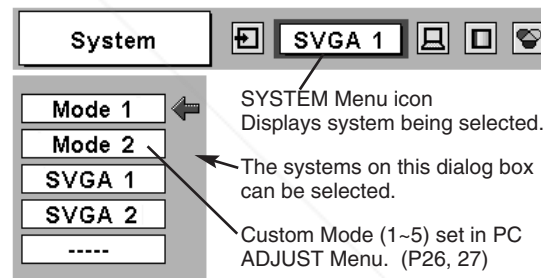 System
SVGA 1
Mode 1
Mode 2
SVGA 1
SVGA 2
-----
SYSTEM Menu icon
Displays system being selected.
The systems on this dialog box
can be selected.
Custom Mode (1~5) set in PC
ADJUST Menu. (P26, 27)